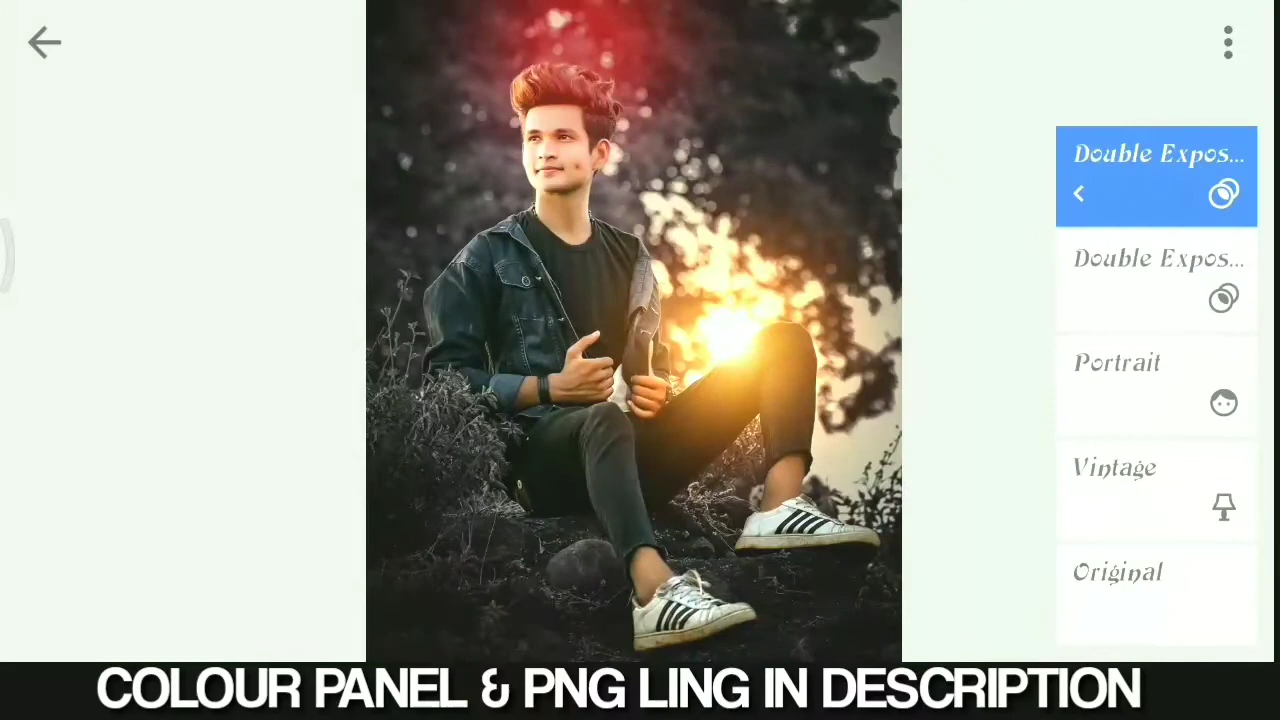 Double Expos...
Double Expos...
Portrait
Vintage
Original
COLOUR PANEL & PNG LING IN DESCRIPTION